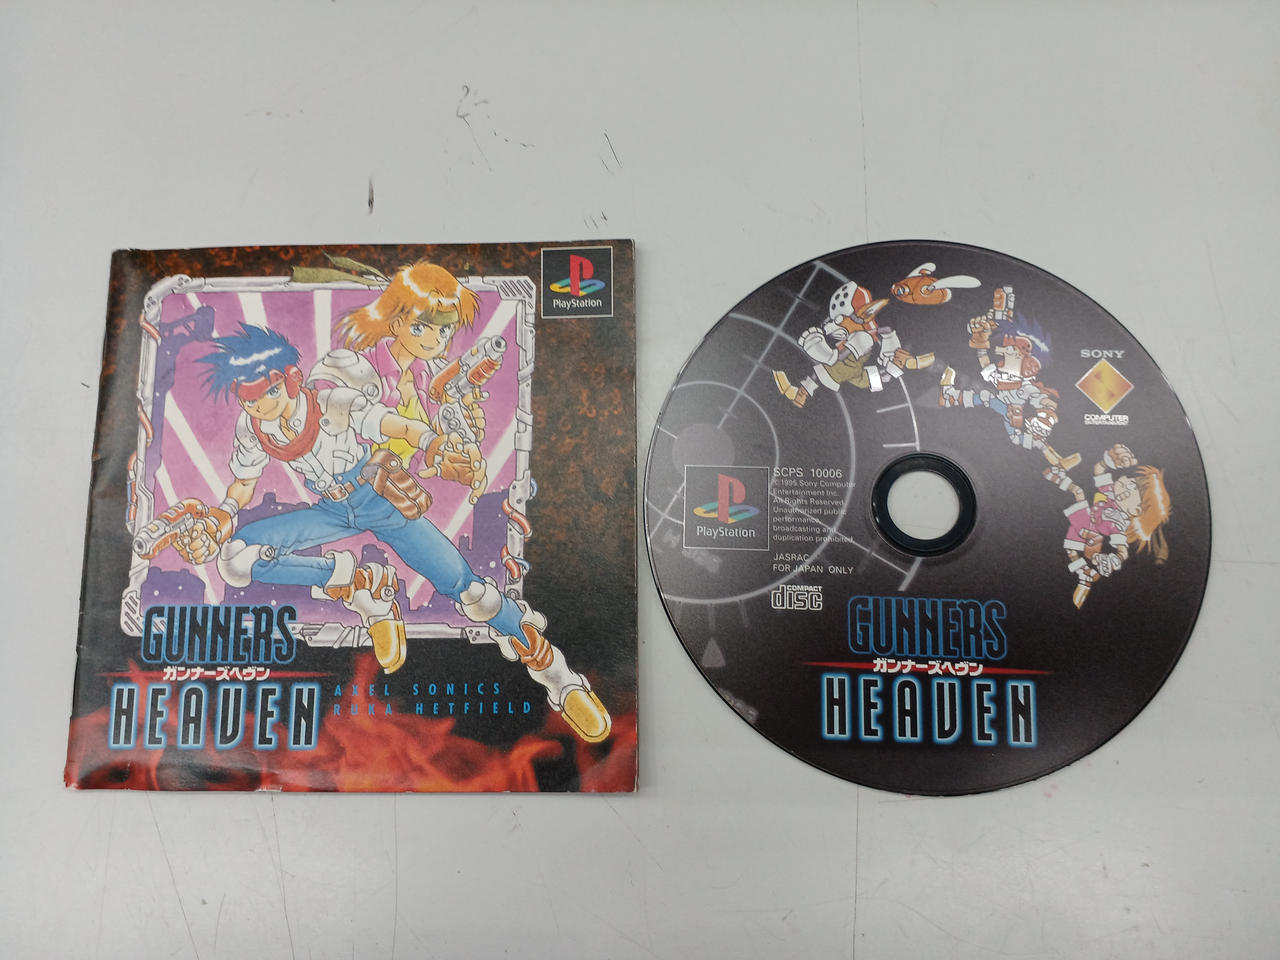 PlayStation
GUNNERS
ガンナーズヘヴン
HEAVEN
AXEL SONICS
RUKA HETFIELD
SONY
COMPUTER
ENTERTAINMENT
PlayStation
SCPS 10006
©1995 Sony Computer
Entertainment Inc.
All Rights Reserved.
Unauthorized public
performance,
broadcasting and
duplication prohibited.
JASRAC
FOR JAPAN ONLY
COMPACT
disc
GUNNERS
ガンナーズヘヴン
HEAVEN